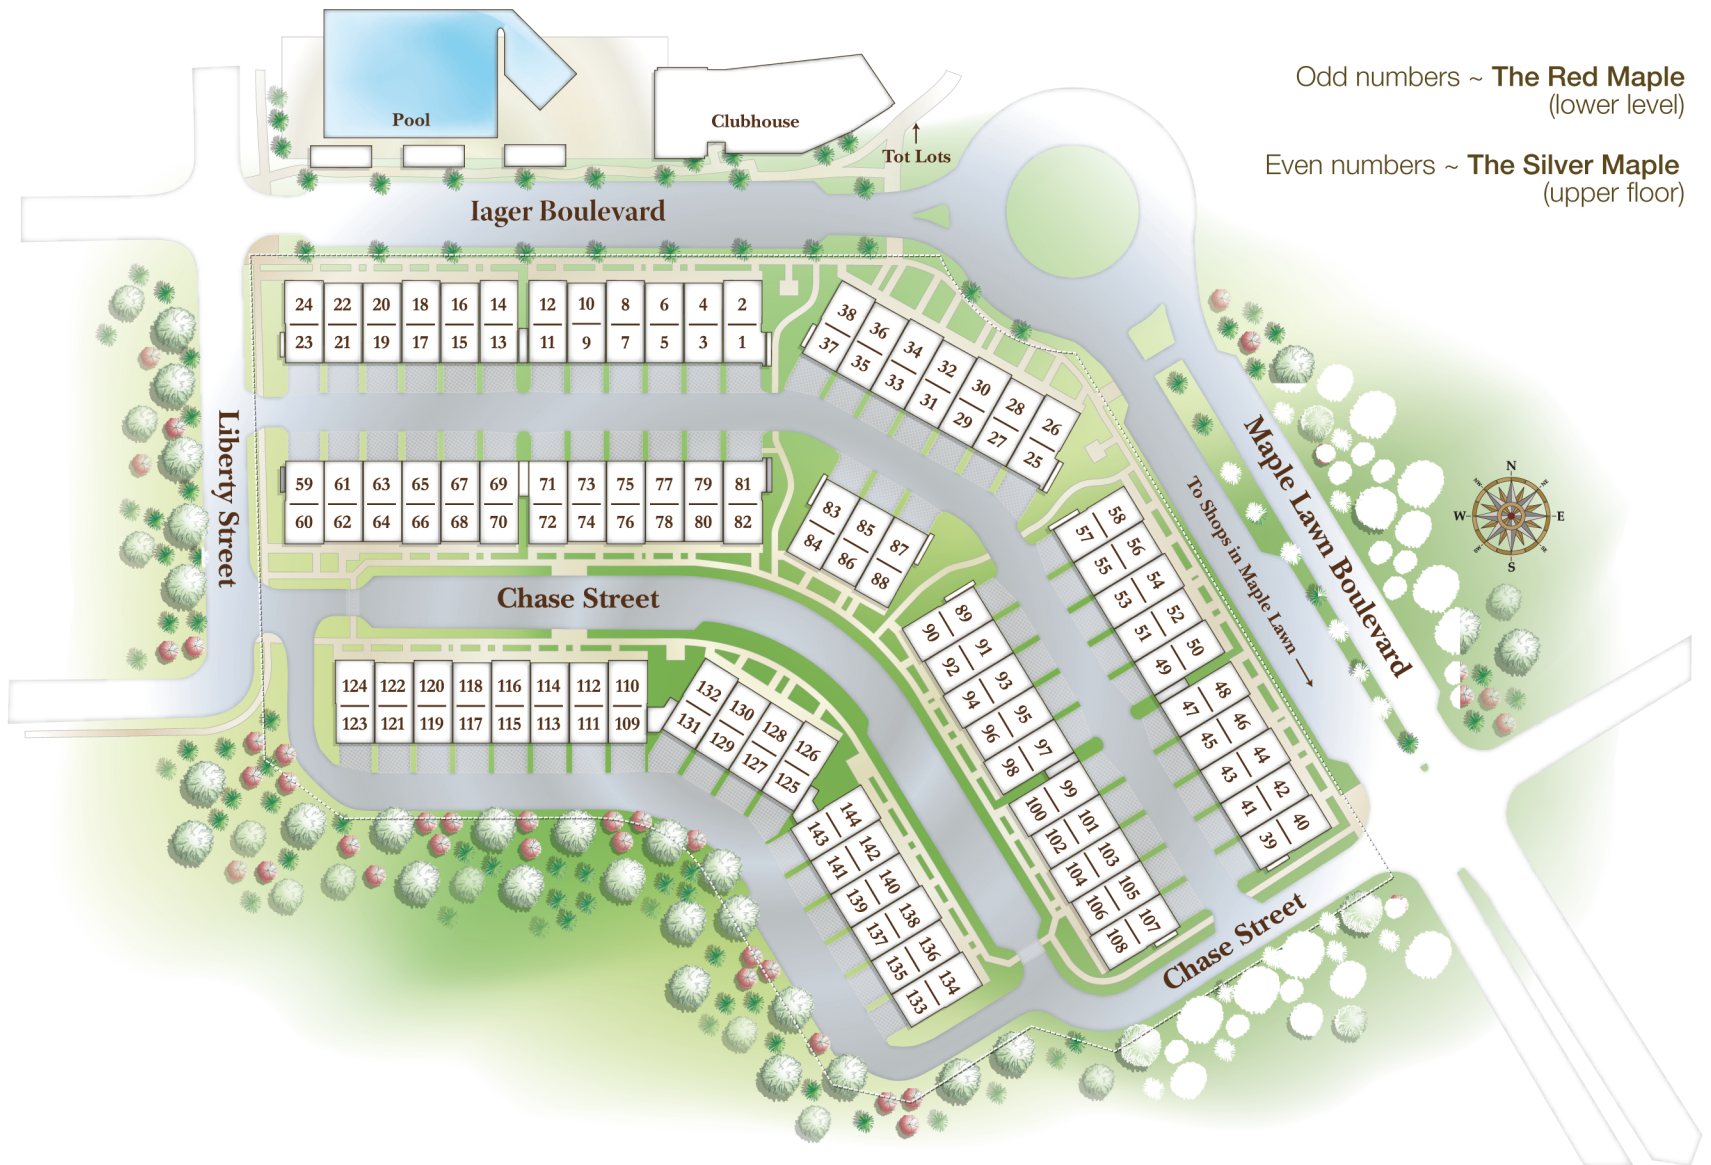 Odd numbers ~ The Red Maple
(lower level)
Even numbers ~ The Silver Maple
(upper floor)
Pool
Clubhouse
Tot Lots
Iager Boulevard
24 22 20 18 16 14 12 10 8 6 4 2
23 21 19 17 15 13 11 9 7 5 3 1
38 36 34 32 30 28 26
37 35 33 31 29 27 25
Liberty Street
59 61 63 65 67 69 71 73 75 77 79 81
60 62 64 66 68 70 72 74 76 78 80 82
83 85 87
84 86 88
58 56 54 52 50
57 55 53 51 49
48 46 44 42 40
47 45 43 41 39
To Shops in Maple Lawn
Maple Lawn Boulevard
N
NE
E
SE
S
SW
W
NW
Chase Street
89 91 93 95 97
90 92 94 96 98
99 101 103 105 107
100 102 104 106 108
124 122 120 118 116 114 112 110
123 121 119 117 115 113 111 109
132 130 128 126
131 129 127 125
144 142 140 138 136 134
143 141 139 137 135 133
Chase Street